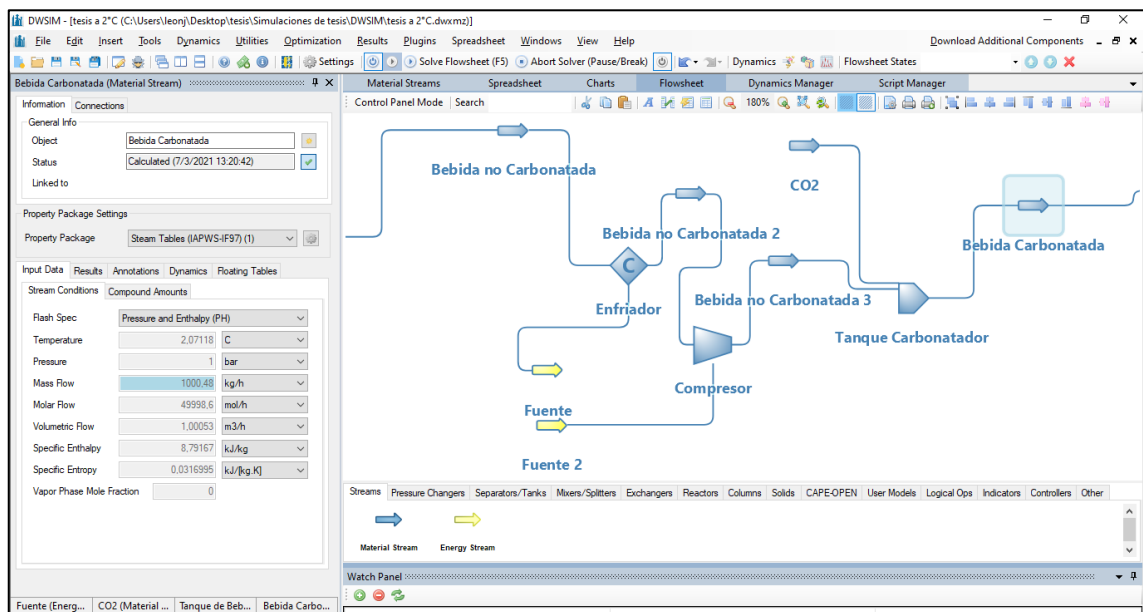 DWSIM - [tesis a 2°C (C:\Users\leonj\Desktop\tesis\Simulaciones de tesis\DWSIM\tesis a 2°C.dwxmz)]
File Edit Insert Tools Dynamics Utilities Optimization Results Plugins Spreadsheet Windows View Help Download Additional Components
Settings Solve Flowsheet (F5) Abort Solver (Pause/Break) Dynamics Flowsheet States
Bebida Carbonatada (Material Stream)
Information Connections
General Info
Object Bebida Carbonatada
Status Calculated (7/3/2021 13:20:42)
Linked to
Property Package Settings
Property Package Steam Tables (IAPWS-IF97) (1)
Input Data Results Annotations Dynamics Floating Tables
Stream Conditions Compound Amounts
Flash Spec Pressure and Enthalpy (PH)
Temperature 2,07118 C
Pressure 1 bar
Mass Flow 1000,48 kg/h
Molar Flow 49998,6 mol/h
Volumetric Flow 1,00053 m3/h
Specific Enthalpy 8,79167 kJ/kg
Specific Entropy 0,0316995 kJ/[kg.K]
Vapor Phase Mole Fraction 0
Fuente (Energ... CO2 (Material ... Tanque de Beb... Bebida Carbo...
Material Streams Spreadsheet Charts Flowsheet Dynamics Manager Script Manager
Control Panel Mode Search 180%
Bebida no Carbonatada
CO2
Bebida no Carbonatada 2
Bebida Carbonatada
C
Enfriador
Bebida no Carbonatada 3
Tanque Carbonatador
Compresor
Fuente
Fuente 2
Streams Pressure Changers Separators/Tanks Mixers/Splitters Exchangers Reactors Columns Solids CAPE-OPEN User Models Logical Ops Indicators Controllers Other
Material Stream Energy Stream
Watch Panel